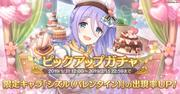 ピックアップガチャ
2019/1/31 12:00 〜 2019/2/15 22:59まで
限定キャラ「シズル(バレンタイン)」の出現率UP!